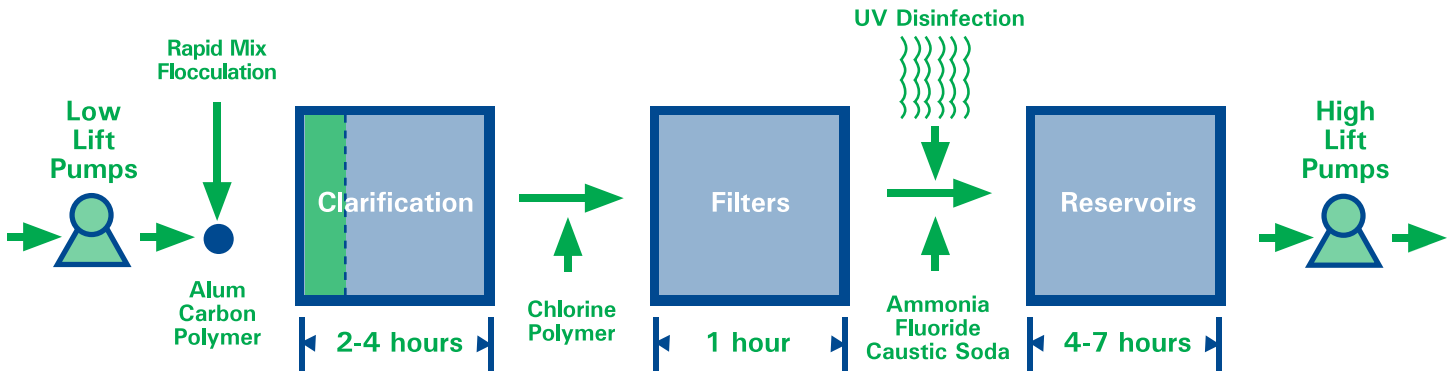 Low
Lift
Pumps
Rapid Mix
Flocculation
Alum
Carbon
Polymer
Clarification
2-4 hours
Chlorine
Polymer
Filters
1 hour
UV Disinfection
Ammonia
Fluoride
Caustic Soda
Reservoirs
4-7 hours
High
Lift
Pumps